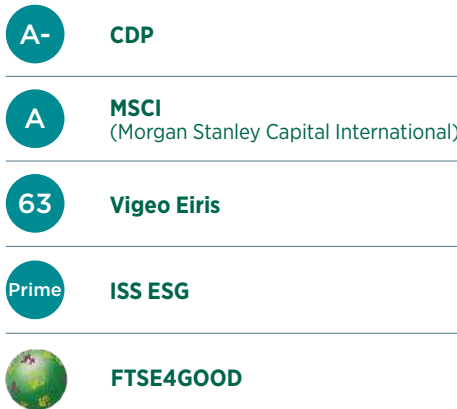 A-
CDP
A
MSCI
(Morgan Stanley Capital International)
63
Vigeo Eiris
Prime
ISS ESG
FTSE4GOOD